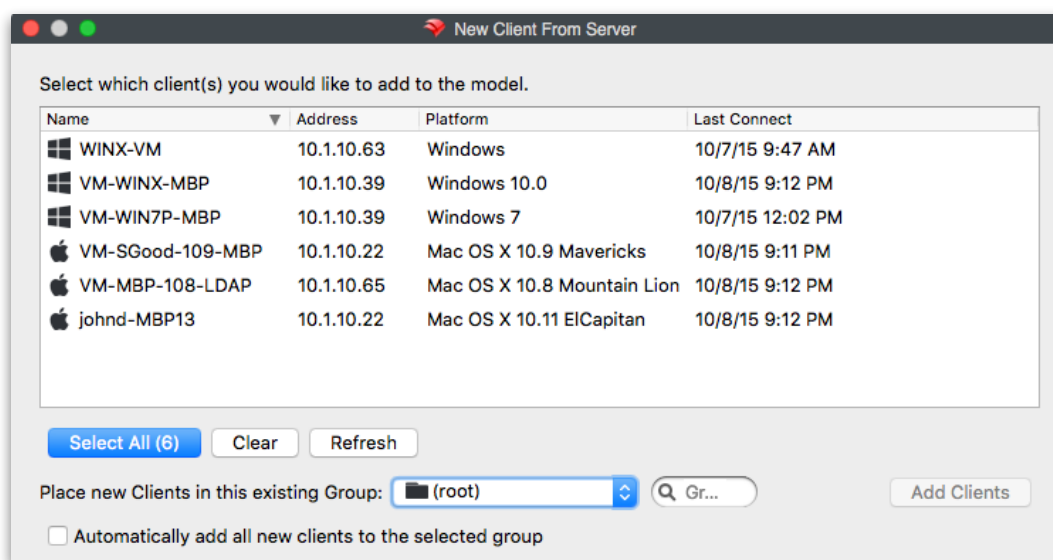 New Client From Server
Select which client(s) you would like to add to the model.
Name Address Platform Last Connect
WINX-VM 10.1.10.63 Windows 10/7/15 9:47 AM
VM-WINX-MBP 10.1.10.39 Windows 10.0 10/8/15 9:12 PM
VM-WIN7P-MBP 10.1.10.39 Windows 7 10/7/15 12:02 PM
VM-SGood-109-MBP 10.1.10.22 Mac OS X 10.9 Mavericks 10/8/15 9:11 PM
VM-MBP-108-LDAP 10.1.10.65 Mac OS X 10.8 Mountain Lion 10/8/15 9:12 PM
johnd-MBP13 10.1.10.22 Mac OS X 10.11 ElCapitan 10/8/15 9:12 PM
Select All (6) Clear Refresh
Place new Clients in this existing Group: (root) Gr... Add Clients
Automatically add all new clients to the selected group